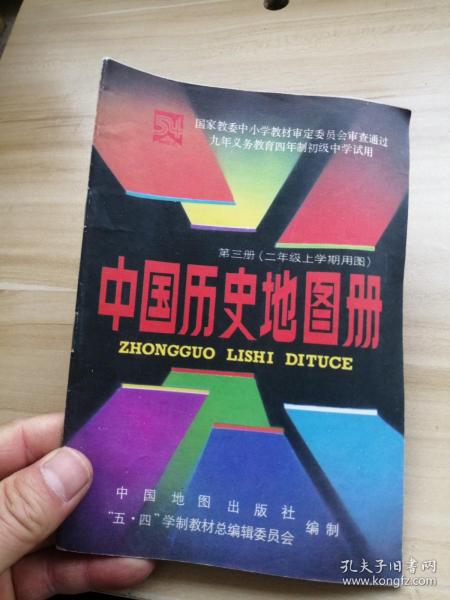 54
国家教委中小学教材审定委员会审查通过
九年义务教育四年制初级中学试用
第三册(二年级上学期用图)
中国历史地图册
ZHONGGUO LISHI DITUCE
中国地图出版社
“五·四”学制教材总编辑委员会
编制
孔夫子旧书网
www.kongfz.com